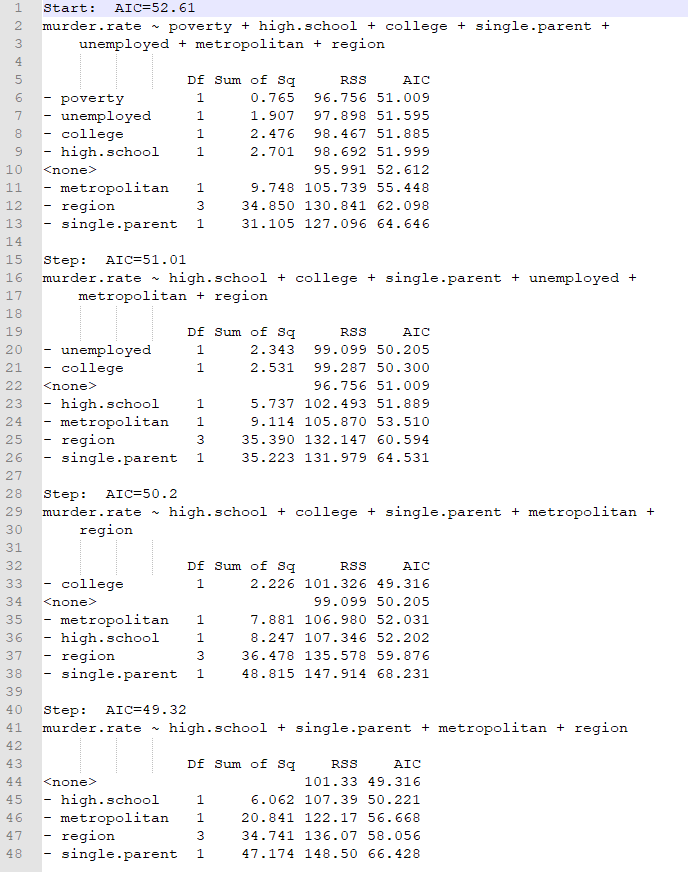 1 Start:  AIC=52.61
2 murder.rate ~ poverty + high.school + college + single.parent +
3     unemployed + metropolitan + region
4
5                 Df Sum of Sq     RSS    AIC
6 - poverty        1     0.765  96.756 51.009
7 - unemployed     1     1.907  97.898 51.595
8 - college        1     2.476  98.467 51.885
9 - high.school    1     2.701  98.692 51.999
10 <none>                        95.991 52.612
11 - metropolitan   1     9.748 105.739 55.448
12 - region         3    34.850 130.841 62.098
13 - single.parent  1    31.105 127.096 64.646
14
15 Step:  AIC=51.01
16 murder.rate ~ high.school + college + single.parent + unemployed +
17     metropolitan + region
18
19                 Df Sum of Sq     RSS    AIC
20 - unemployed     1     2.343  99.099 50.205
21 - college        1     2.531  99.287 50.300
22 <none>                        96.756 51.009
23 - high.school    1     5.737 102.493 51.889
24 - metropolitan   1     9.114 105.870 53.510
25 - region         3    35.390 132.147 60.594
26 - single.parent  1    35.223 131.979 64.531
27
28 Step:  AIC=50.2
29 murder.rate ~ high.school + college + single.parent + metropolitan +
30     region
31
32                 Df Sum of Sq     RSS    AIC
33 - college        1     2.226 101.326 49.316
34 <none>                        99.099 50.205
35 - metropolitan   1     7.881 106.980 52.031
36 - high.school    1     8.247 107.346 52.202
37 - region         3    36.478 135.578 59.876
38 - single.parent  1    48.815 147.914 68.231
39
40 Step:  AIC=49.32
41 murder.rate ~ high.school + single.parent + metropolitan + region
42
43                 Df Sum of Sq    RSS    AIC
44 <none>                       101.33 49.316
45 - high.school    1     6.062 107.39 50.221
46 - metropolitan   1    20.841 122.17 56.668
47 - region         3    34.741 136.07 58.056
48 - single.parent  1    47.174 148.50 66.428